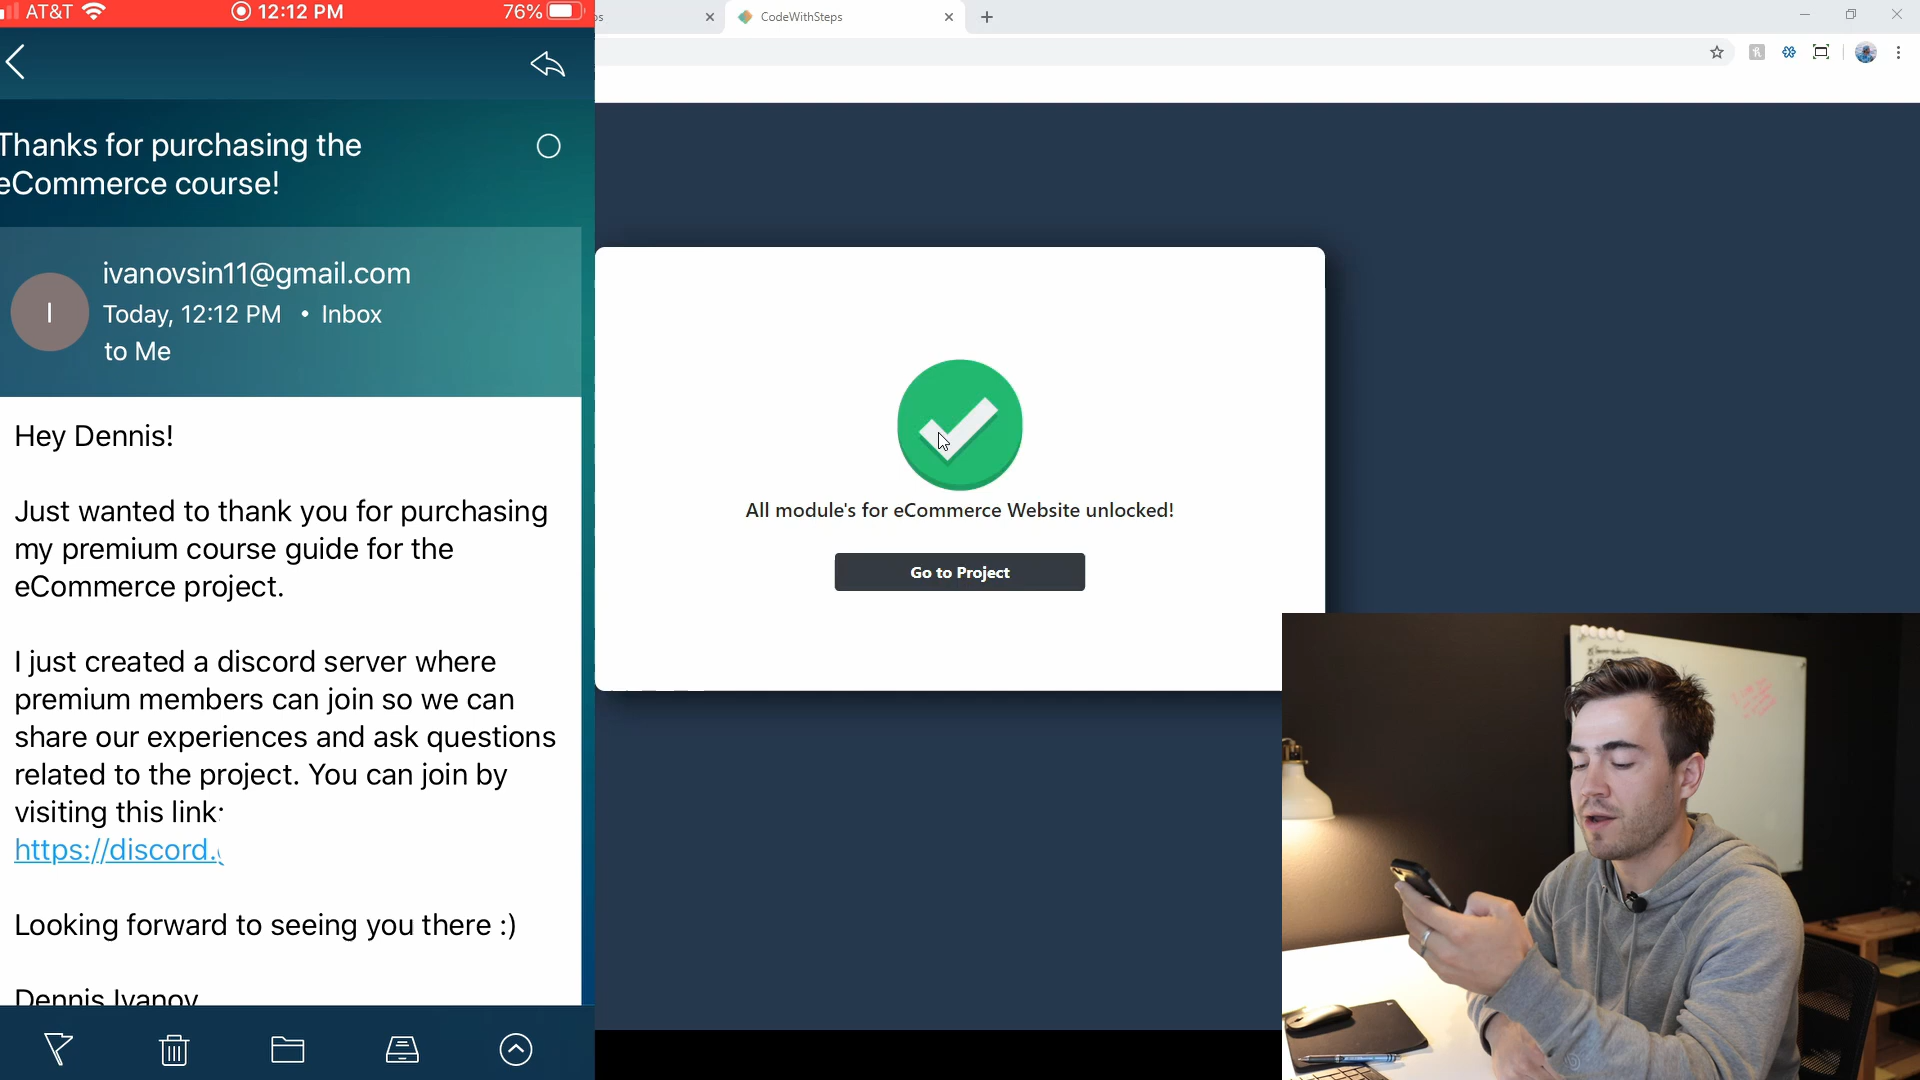 AT&T
12:12 PM
76%
CodeWithSteps
Thanks for purchasing the
eCommerce course!
I
ivanovsin11@gmail.com
Today, 12:12 PM • Inbox
to Me
Hey Dennis!
Just wanted to thank you for purchasing
my premium course guide for the
eCommerce project.
I just created a discord server where
premium members can join so we can
share our experiences and ask questions
related to the project. You can join by
visiting this link:
https://discord.
Looking forward to seeing you there :)
Dennis Ivanov
All module's for eCommerce Website unlocked!
Go to Project